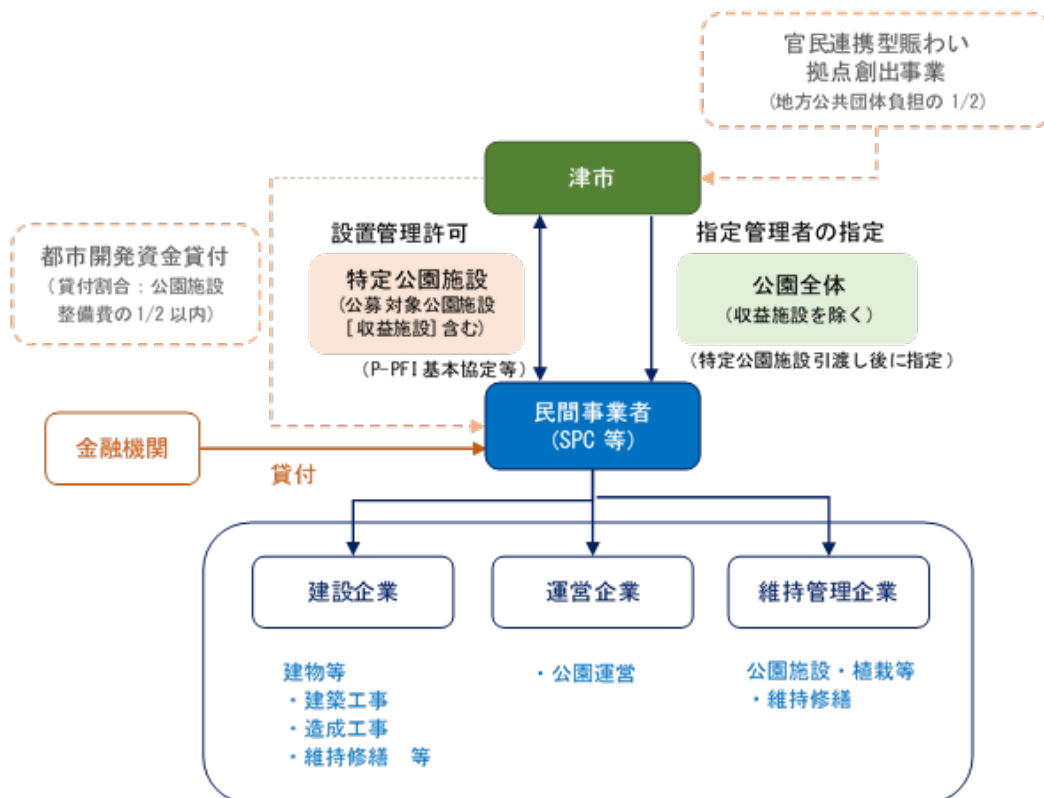 官民連携型賑わい
拠点創出事業
(地方公共団体負担の 1/2)
津市
都市開発資金貸付
(貸付割合:公園施設
整備費の1/2 以内)
設置管理許可
特定公園施設
(公募対象公園施設
[収益施設] 含む)
(P-PFI 基本協定等)
指定管理者の指定
公園全体
(収益施設を除く)
(特定公園施設引渡し後に指定)
民間事業者
(SPC 等)
金融機関
貸付
建設企業
運営企業
維持管理企業
建物等
・建築工事
・造成工事
・維持修繕 等
・公園運営
公園施設・植栽等
・維持修繕